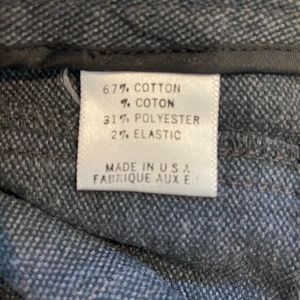 67% COTTON
% COTON
31% POLYESTER
2% ELASTIC
MADE IN U.S.A.
FABRIQUE AUX E.